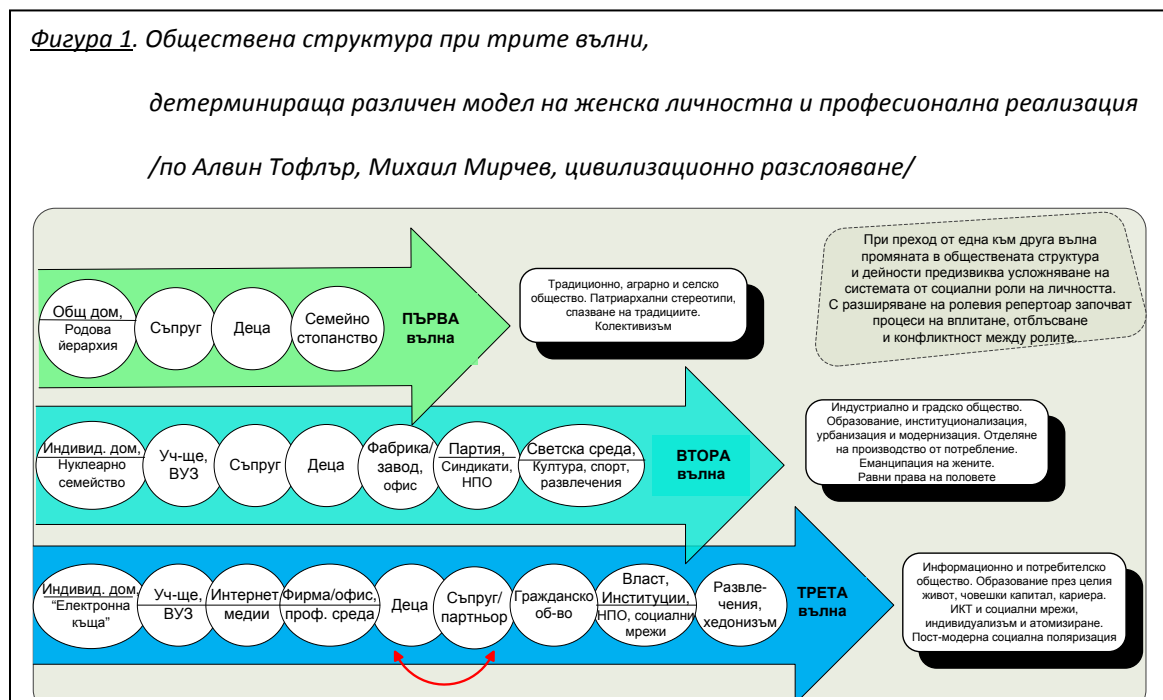 Фигура 1. Обществена структура при трите вълни,
детерминираща различен модел на женска личностна и професионална реализация
/по Алвин Тофлър, Михаил Мирчев, цивилизационно разслояване/
Общ дом,
Родова
йерархия
Съпруг
Деца
Семейно
стопанство
ПЪРВА
вълна
Традиционно, аграрно и селско
общество. Патриархални стереотипи,
спазване на традициите.
Колективизъм
При преход от една към друга вълна
промяната в обществената структура
и дейности предизвиква усложняване на
системата от социални роли на личността.
С разширяване на ролевия репертоар започват
процеси на вплитане, отблъсване
и конфликтност между ролите.
Индивид. дом,
Нуклеарно
семейство
Уч-ще,
ВУЗ
Съпруг
Деца
Фабрика/
завод,
офис
Партия,
Синдикати,
НПО
Светска среда,
Култура, спорт,
развлечения
ВТОРА
вълна
Индустриално и градско общество.
Образование, институционализация,
урбанизация и модернизация. Отделяне
на производство от потребление.
Еманципация на жените.
Равни права на половете
Индивид. дом,
"Електронна
къща"
Уч-ще,
ВУЗ
Интернет
медии
Фирма/офис,
проф. среда
Деца
Съпруг/
партньор
Гражданско
об-во
Власт,
Институции,
НПО, социални
мрежи
Развле-
чения,
хедонизъм
ТРЕТА
вълна
Информационно и потребителско
общество. Образование през целия
живот, човешки капитал, кариера.
ИКТ и социални мрежи,
индивидуализъм и атомизиране.
Пост-модерна социална поляризация